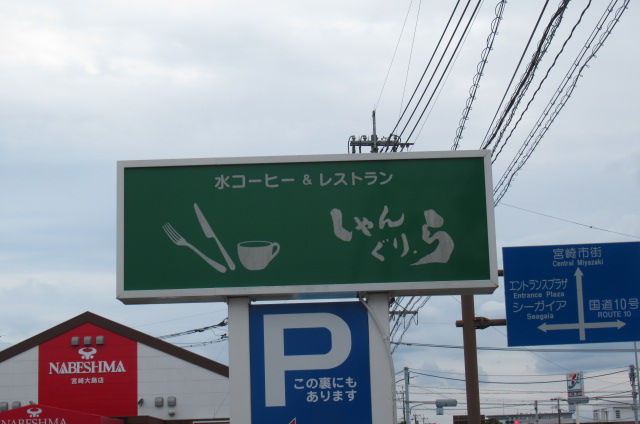 水コーヒー & レストラン
しゃん
ぐり、ら
P
この裏にも
あります
NABESHIMA
宮崎大島店
NABESHIMA
宮崎市街
Central Miyazaki
エントランスプラザ
Entrance Plaza
シーガイア
Seagaia
国道10号
ROUTE 10